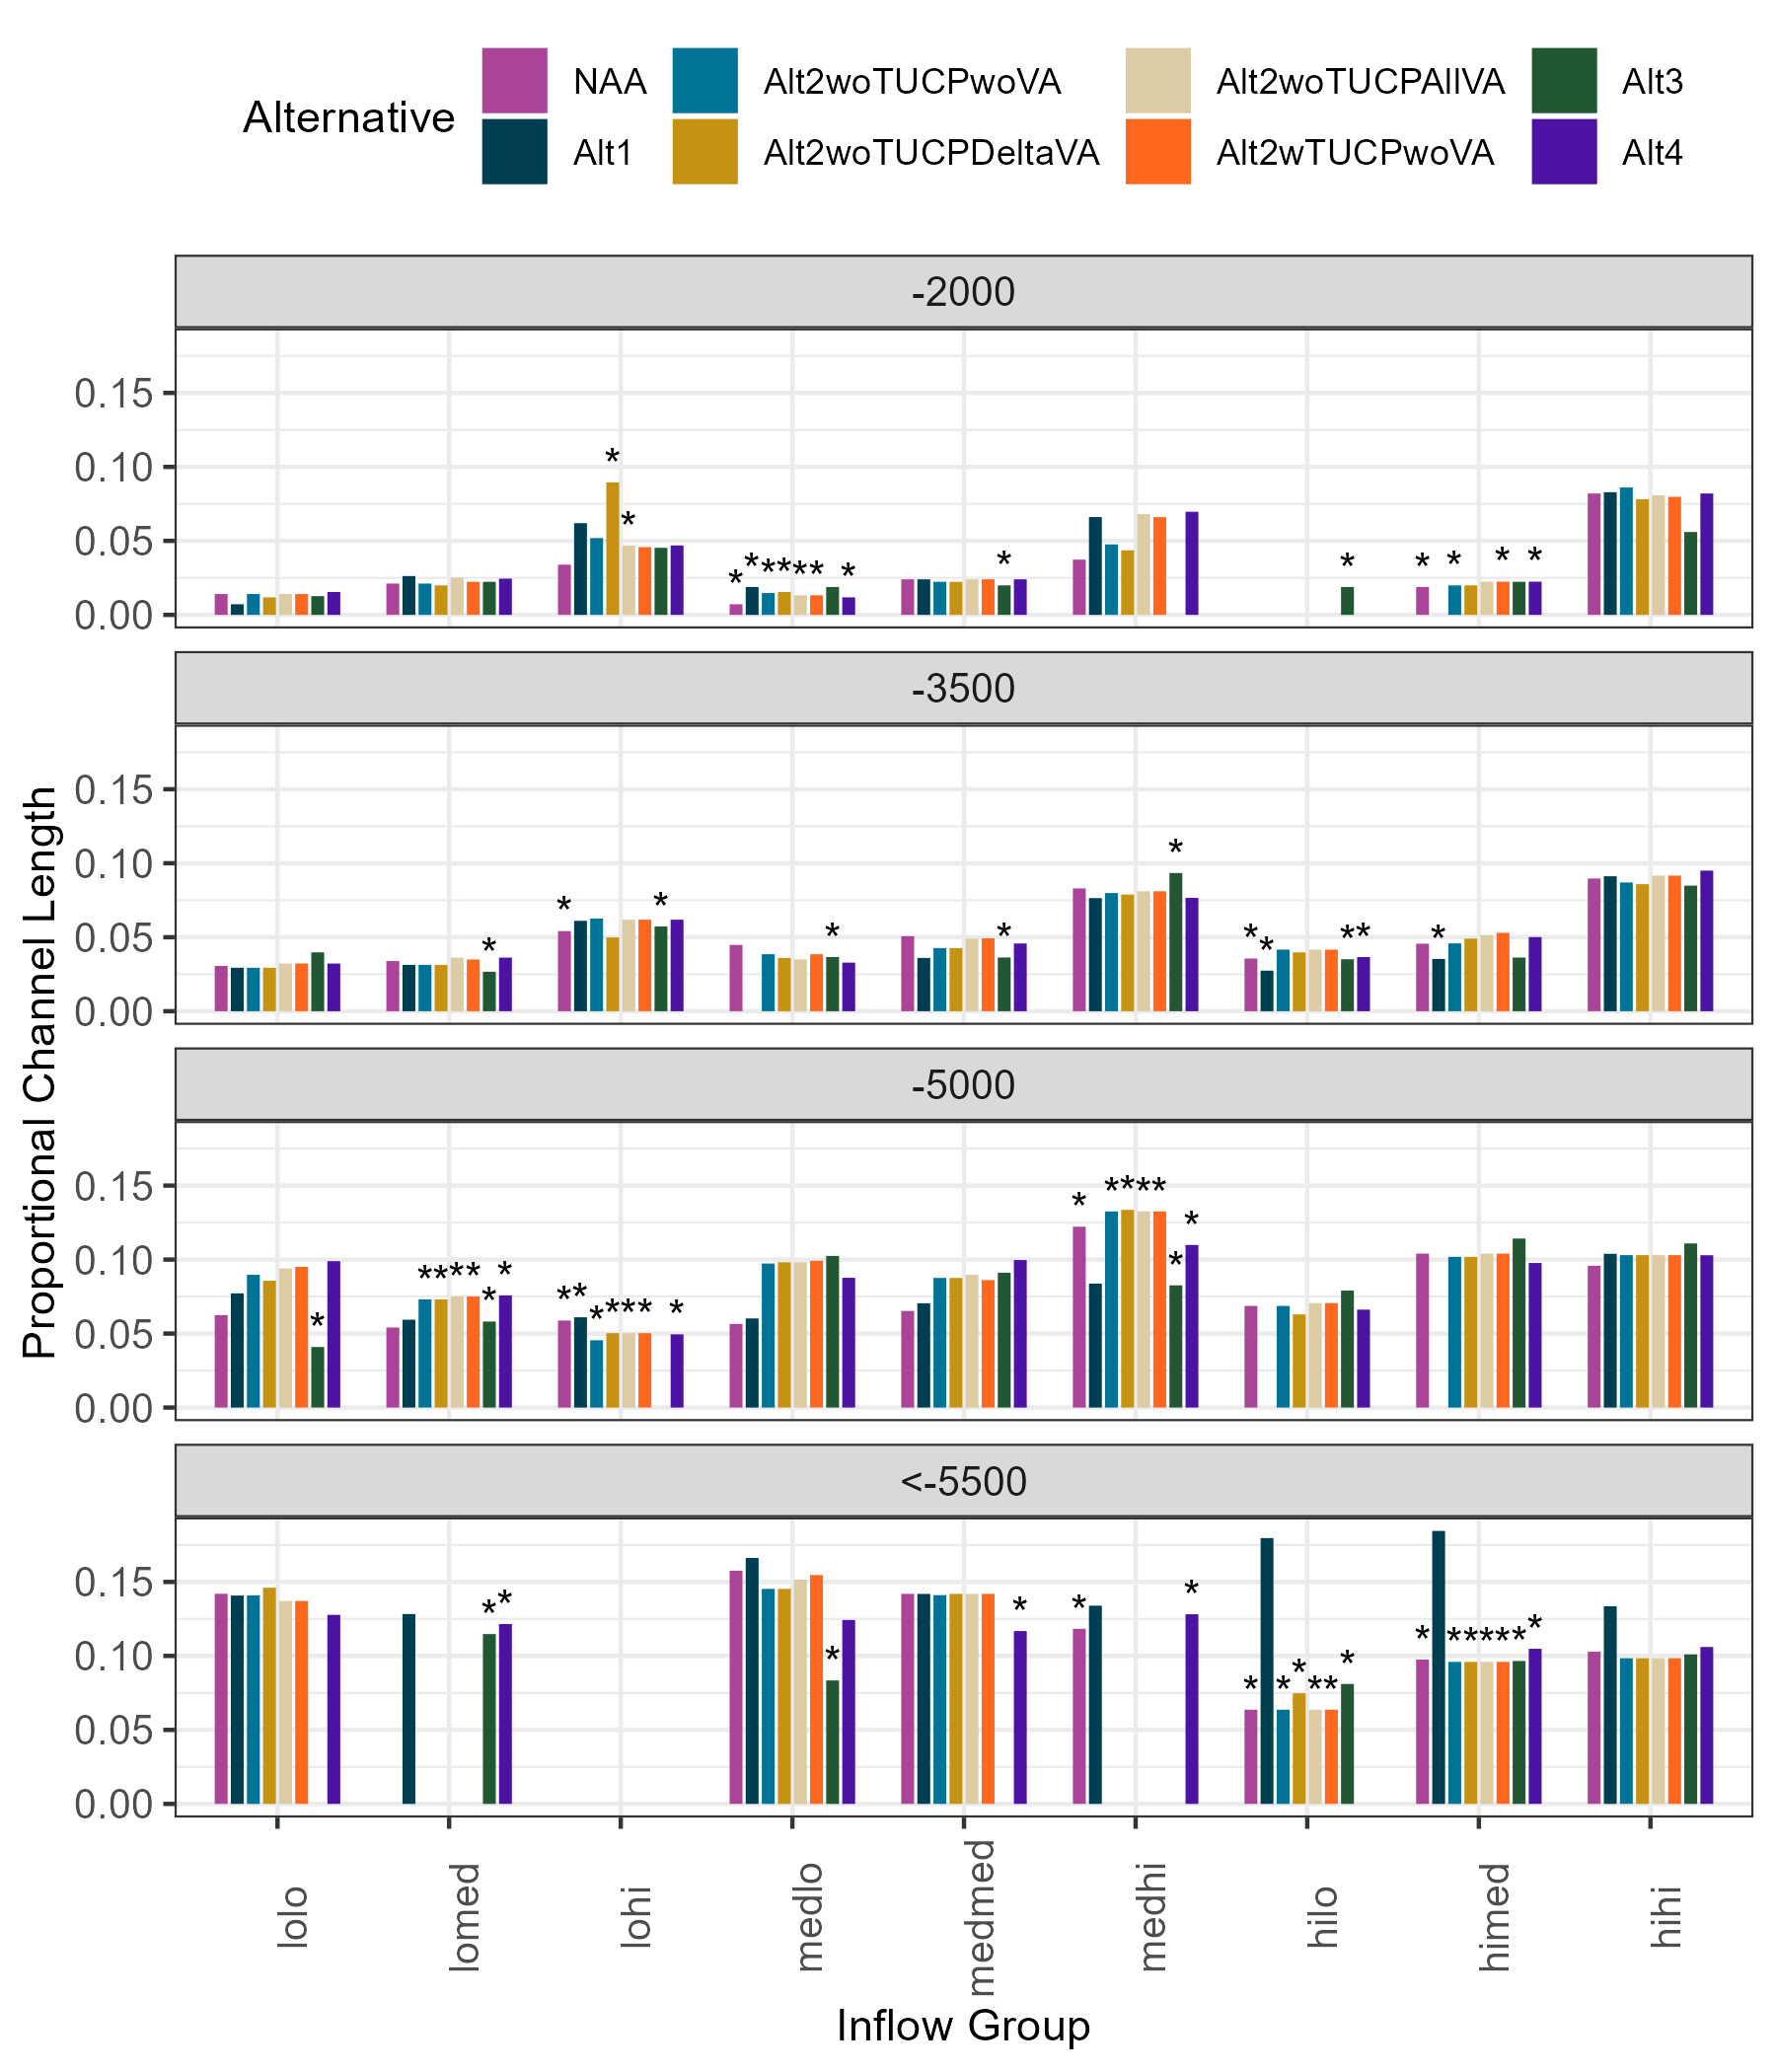 Alternative
NAA
Alt2woTUCPwoVA
Alt2woTUCPAllVA
Alt3
Alt1
Alt2woTUCPDeltaVA
Alt2wTUCPwoVA
Alt4
-2000
0.15
0.10
*
*
0.05
* * * * * * * * *
* * * * *
0.00
-3500
0.15
0.10
*
* *
0.05
* * * * * * * *
0.00
-5000
0.15
* * * * * * *
0.10
*
* * * * * *
* * * * * * * *
0.05
*
0.00
<-5500
0.15
* * * * *
0.10
* * * * * * * *
* * * * * * *
0.05
0.00
Proportional Channel Length
lolo
lomed
lohi
medlo
medmed
medhi
hilo
himed
hihi
Inflow Group